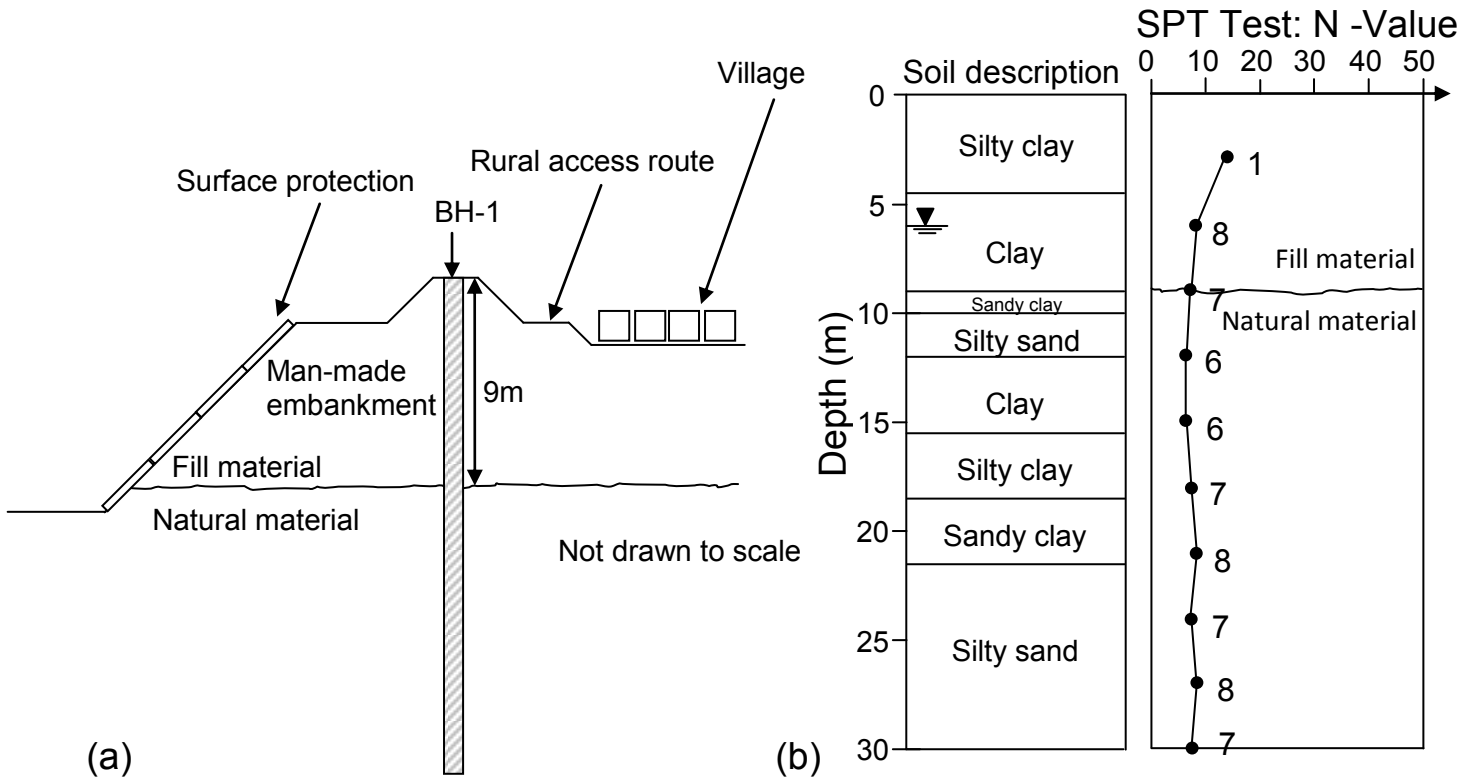 Village
Rural access route
Surface protection
BH-1
Man-made
embankment
9m
Fill material
Natural material
Not drawn to scale
(a)
SPT Test: N -Value
Soil description
0 10 20 30 40 50
0
5
10
15
20
25
30
Depth (m)
Silty clay
Clay
Sandy clay
Silty sand
Clay
Silty clay
Sandy clay
Silty sand
1
8
Fill material
7
Natural material
6
6
7
8
7
8
7
(b)